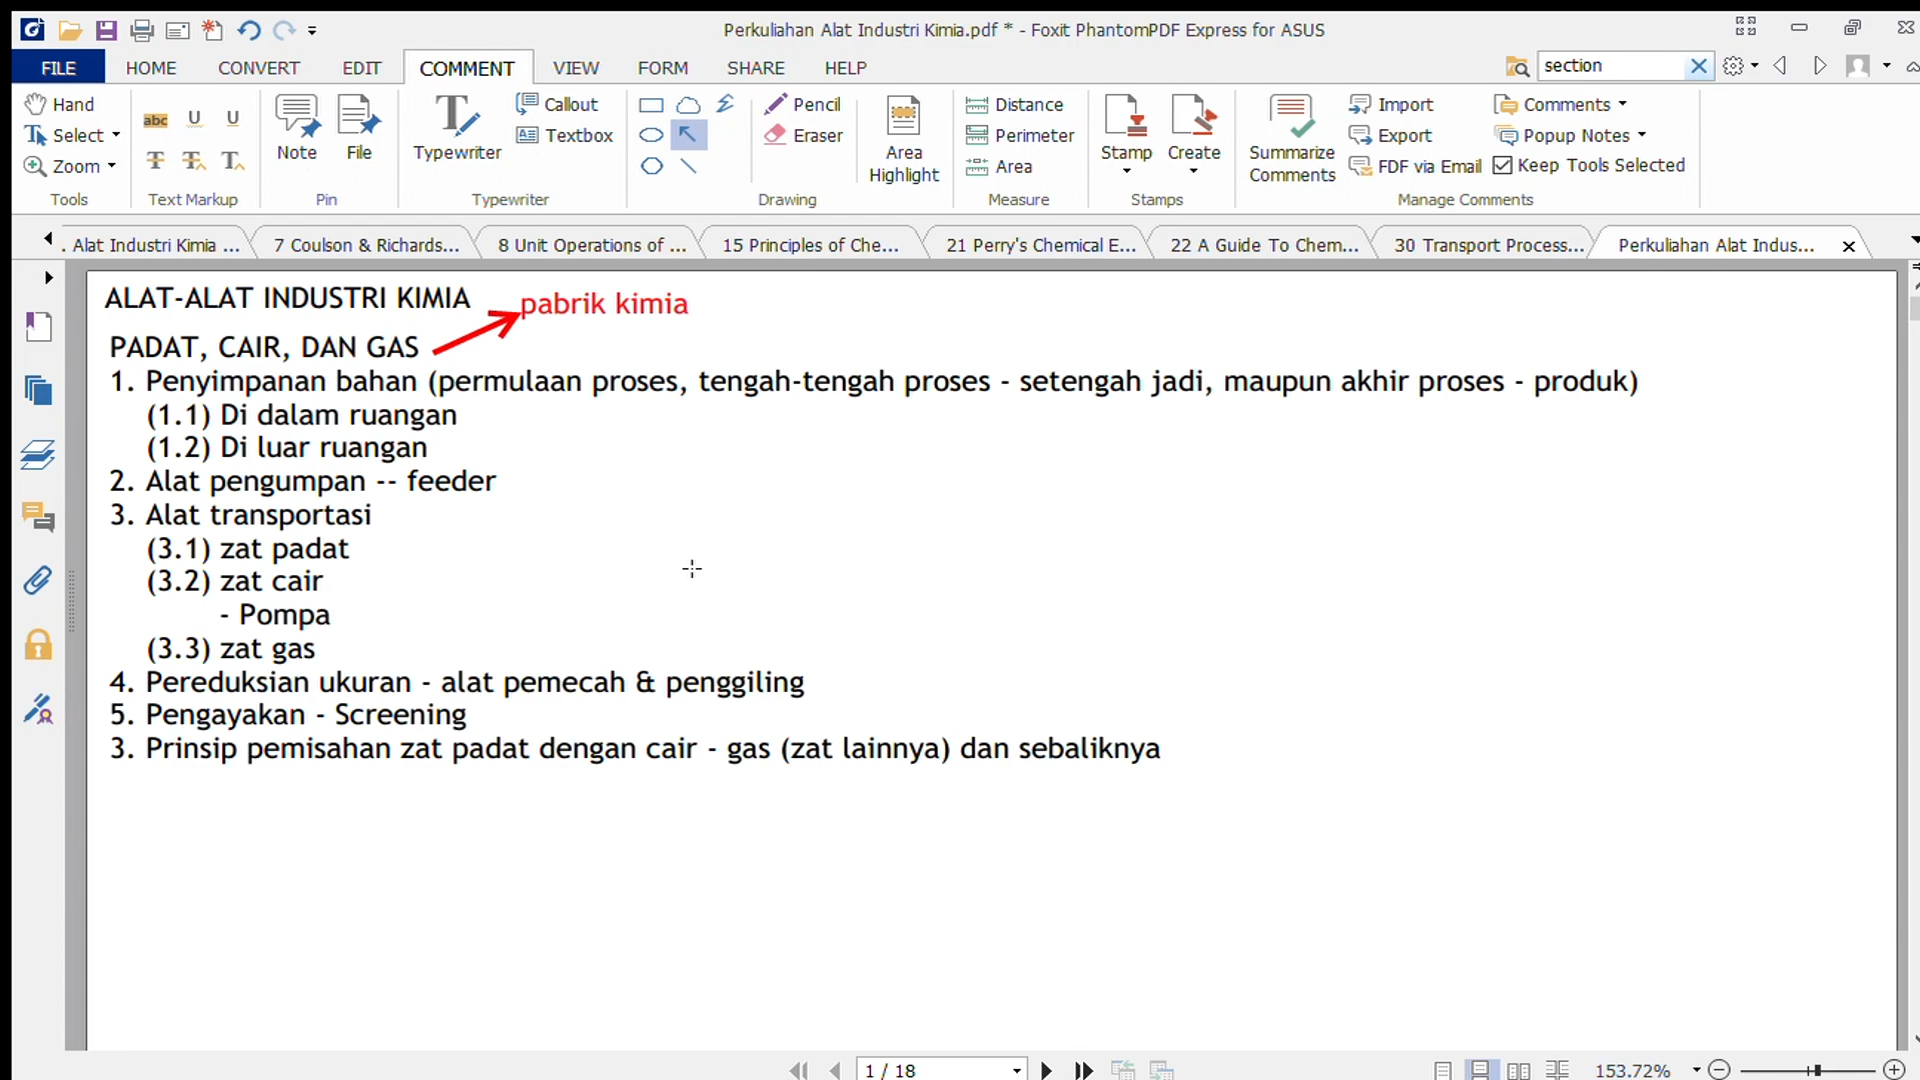 Perkuliahan Alat Industri Kimia.pdf * - Foxit PhantomPDF Express for ASUS
FILE HOME CONVERT EDIT COMMENT VIEW FORM SHARE HELP section
Hand
Select
Zoom
Tools
abc U U
T T T
Text Markup
Note
File
Pin
Typewriter
Callout
Textbox
Typewriter
Drawing
Pencil
Eraser
Area
Highlight
Distance
Perimeter
Area
Measure
Stamp
Create
Stamps
Summarize
Comments
Import
Export
FDF via Email
Comments
Popup Notes
Keep Tools Selected
Manage Comments
. Alat Industri Kimia ...
7 Coulson & Richards...
8 Unit Operations of ...
15 Principles of Che...
21 Perry's Chemical E...
22 A Guide To Chem...
30 Transport Process...
Perkuliahan Alat Indus...
ALAT-ALAT INDUSTRI KIMIA
pabrik kimia
PADAT, CAIR, DAN GAS
1. Penyimpanan bahan (permulaan proses, tengah-tengah proses - setengah jadi, maupun akhir proses - produk)
(1.1) Di dalam ruangan
(1.2) Di luar ruangan
2. Alat pengumpan -- feeder
3. Alat transportasi
(3.1) zat padat
(3.2) zat cair
- Pompa
(3.3) zat gas
4. Pereduksian ukuran - alat pemecah & penggiling
5. Pengayakan - Screening
3. Prinsip pemisahan zat padat dengan cair - gas (zat lainnya) dan sebaliknya
1 / 18
153.72%